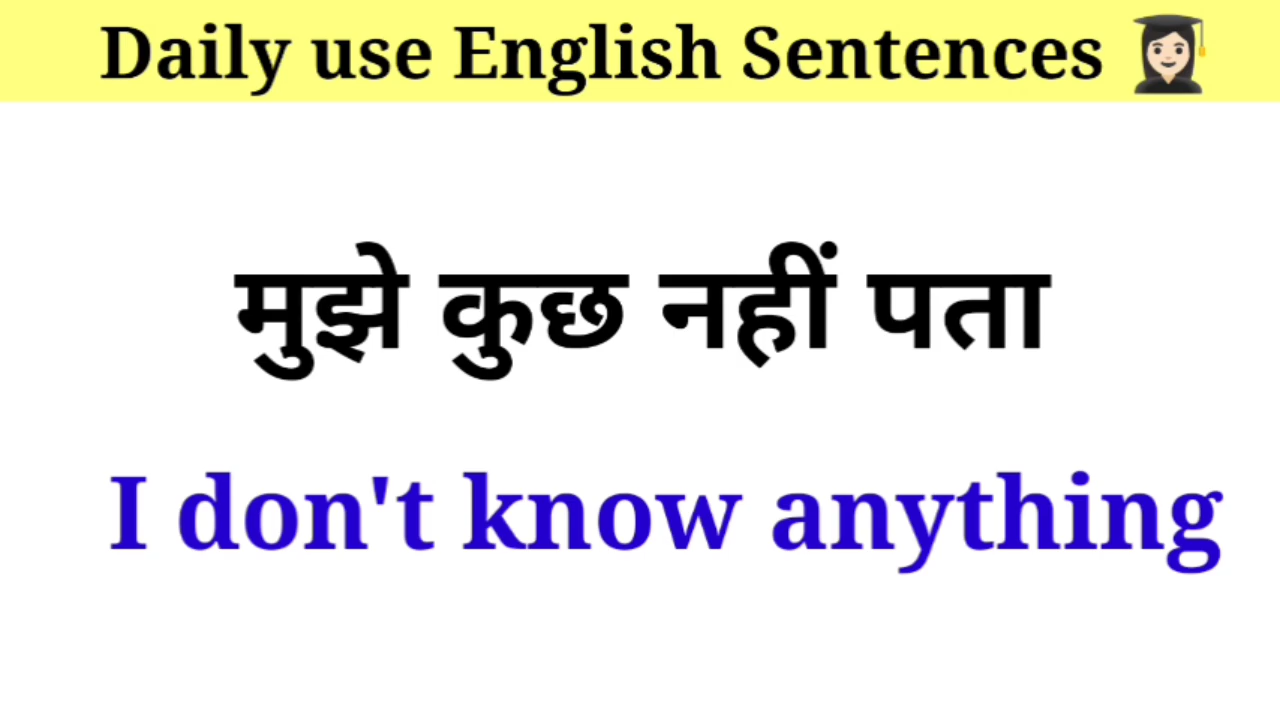 Daily use English Sentences 👩🏻‍🎓
मुझे कुछ नहीं पता
I don't know anything